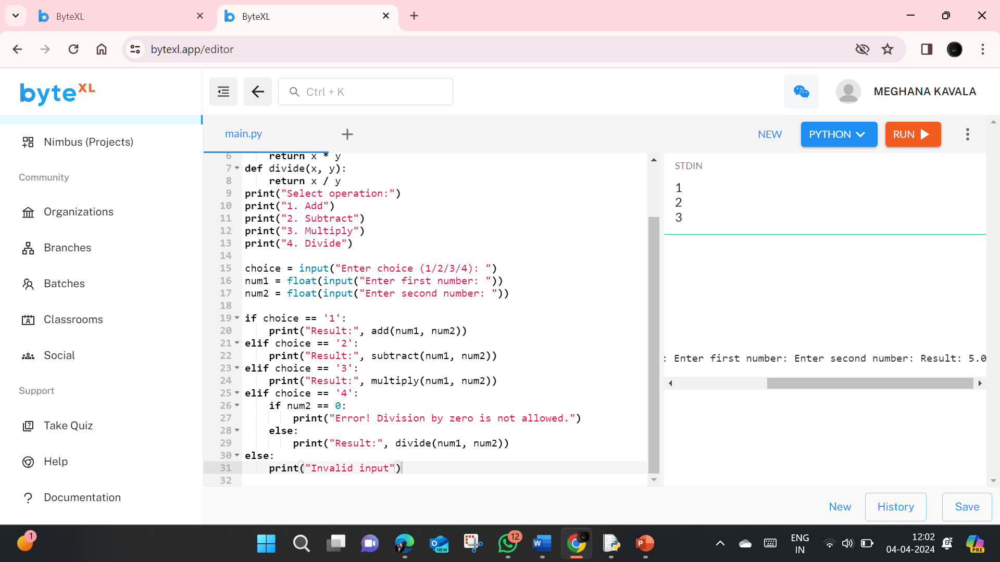 ByteXL
ByteXL
bytexl.app/editor
byteXL
Ctrl + K
MEGHANA KAVALA
Nimbus (Projects)
Community
Organizations
Branches
Batches
Classrooms
Social
Support
Take Quiz
Help
Documentation
main.py
NEW
PYTHON
RUN
6     return x * y
7 def divide(x, y):
8     return x / y
9 print("Select operation:")
10 print("1. Add")
11 print("2. Subtract")
12 print("3. Multiply")
13 print("4. Divide")
14
15 choice = input("Enter choice (1/2/3/4): ")
16 num1 = float(input("Enter first number: "))
17 num2 = float(input("Enter second number: "))
18
19 if choice == '1':
20     print("Result:", add(num1, num2))
21 elif choice == '2':
22     print("Result:", subtract(num1, num2))
23 elif choice == '3':
24     print("Result:", multiply(num1, num2))
25 elif choice == '4':
26     if num2 == 0:
27         print("Error! Division by zero is not allowed.")
28     else:
29         print("Result:", divide(num1, num2))
30 else:
31     print("Invalid input")
32
STDIN
1
2
3
: Enter first number: Enter second number: Result: 5.0
New
History
Save
1
NEW
12
W
P
ENG
IN
12:02
04-04-2024
PRE